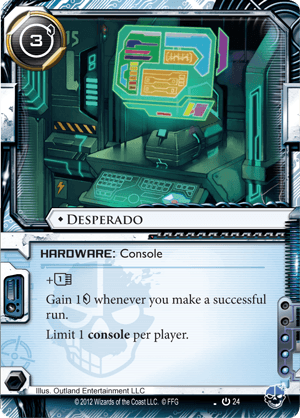 3
• Desperado
HARDWARE: Console
+1
Gain 1 whenever you make a successful
run.
Limit 1 console per player.
Illus. Outland Entertainment LLC
© 2012 Wizards of the Coast LLC. © FFG
24